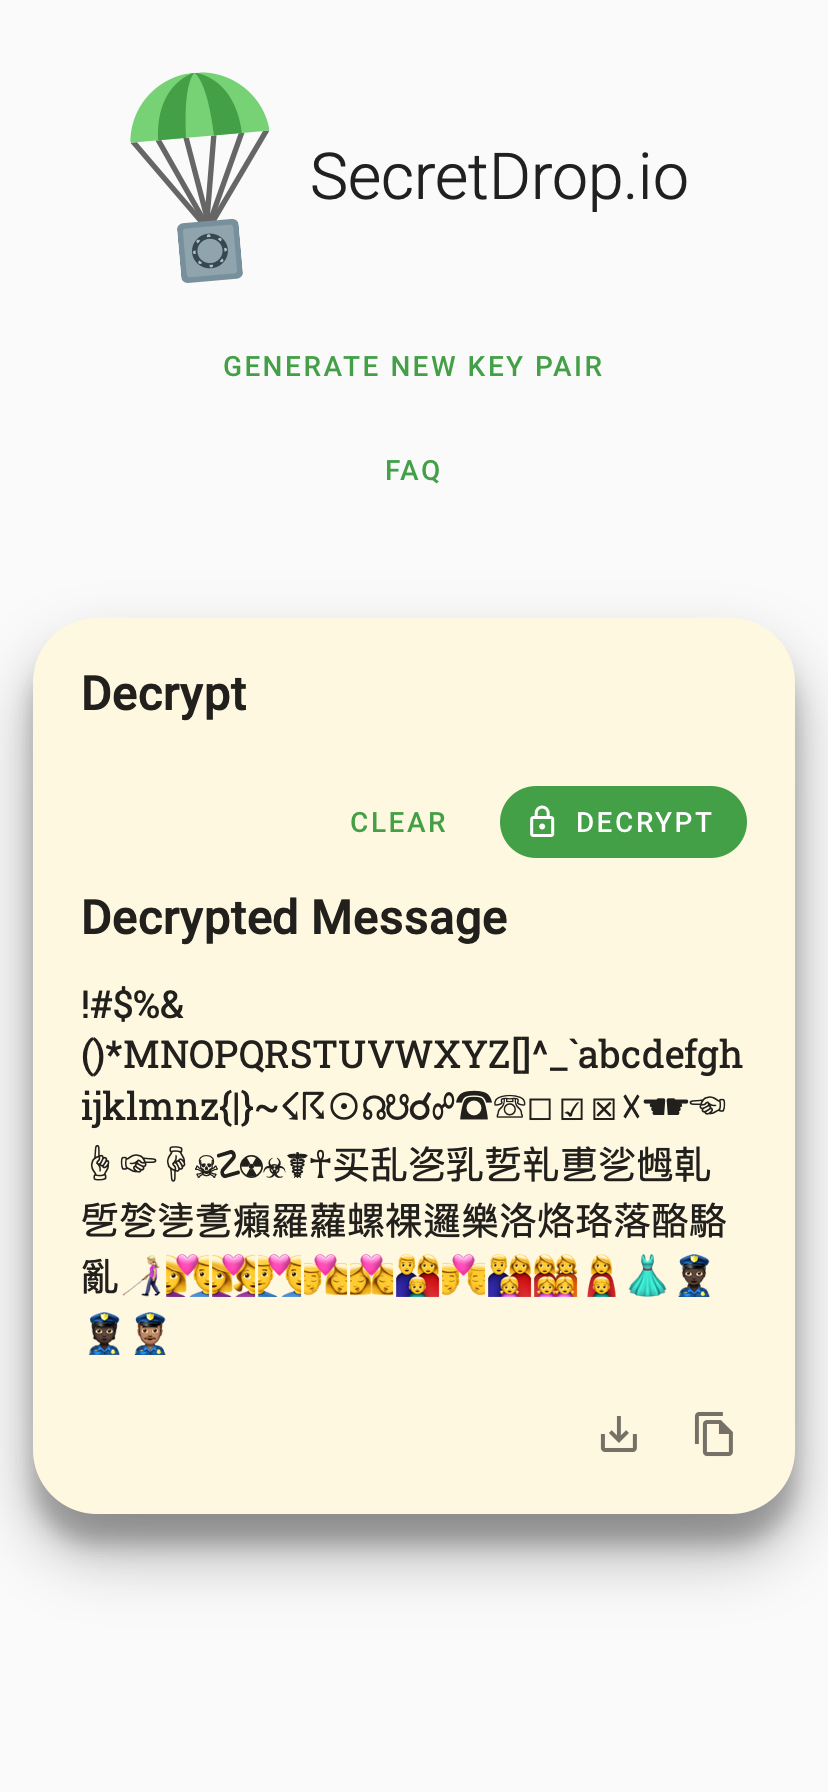 SecretDrop.io
GENERATE NEW KEY PAIR
FAQ
Decrypt
CLEAR
DECRYPT
Decrypted Message
!#$%&
()*MNOPQRSTUVWXYZ[]^_`abcdefgh
ijklmnz{|}~☇☈☉☊☋☌☍☎☏☐☑☒☓☚☛☜
☝☞☟☠☡☢☣☤☥买乱乲乳乴乵乶乷乸乹
乺乻乼乽癩羅蘿螺裸邏樂洛烙珞落酪駱
亂